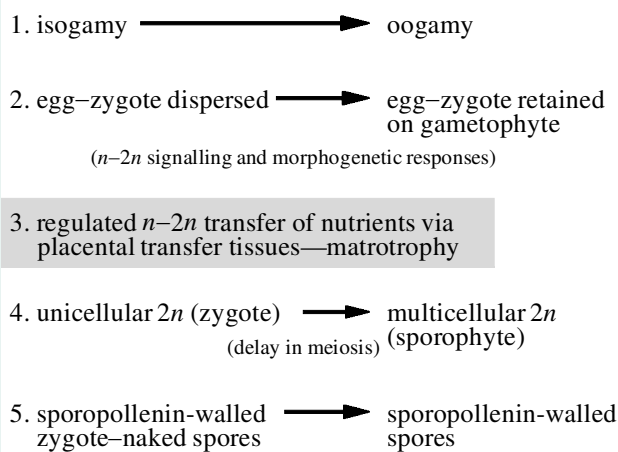 1. isogamy oogamy
2. egg–zygote dispersed egg–zygote retained
on gametophyte
(n–2n signalling and morphogenetic responses)
3. regulated n–2n transfer of nutrients via
placental transfer tissues—matrotrophy
4. unicellular 2n (zygote) multicellular 2n
(delay in meiosis) (sporophyte)
5. sporopollenin-walled sporopollenin-walled
zygote–naked spores spores